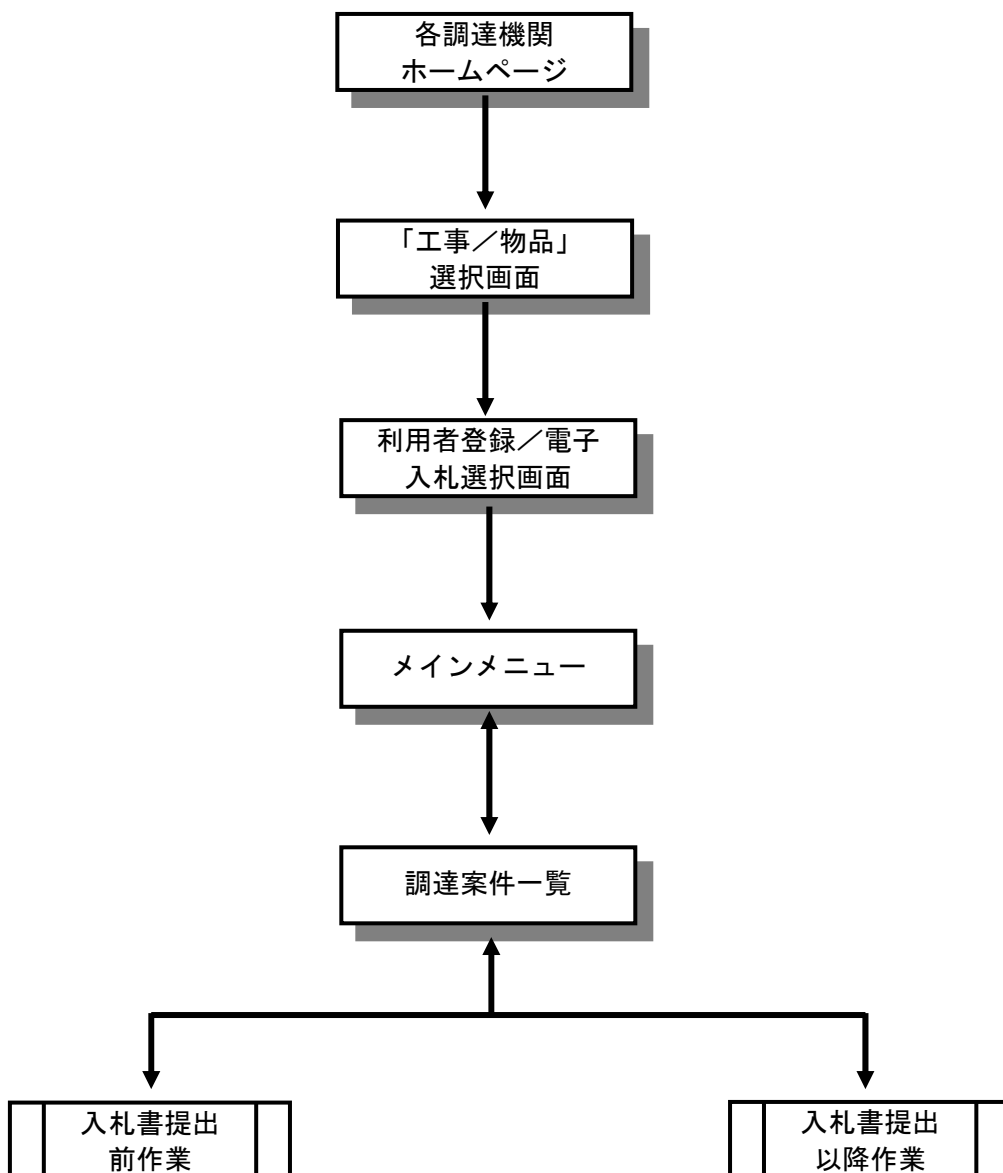 各調達機関
ホームページ
「工事／物品」
選択画面
利用者登録／電子
入札選択画面
メインメニュー
調達案件一覧
入札書提出
前作業
入札書提出
以降作業